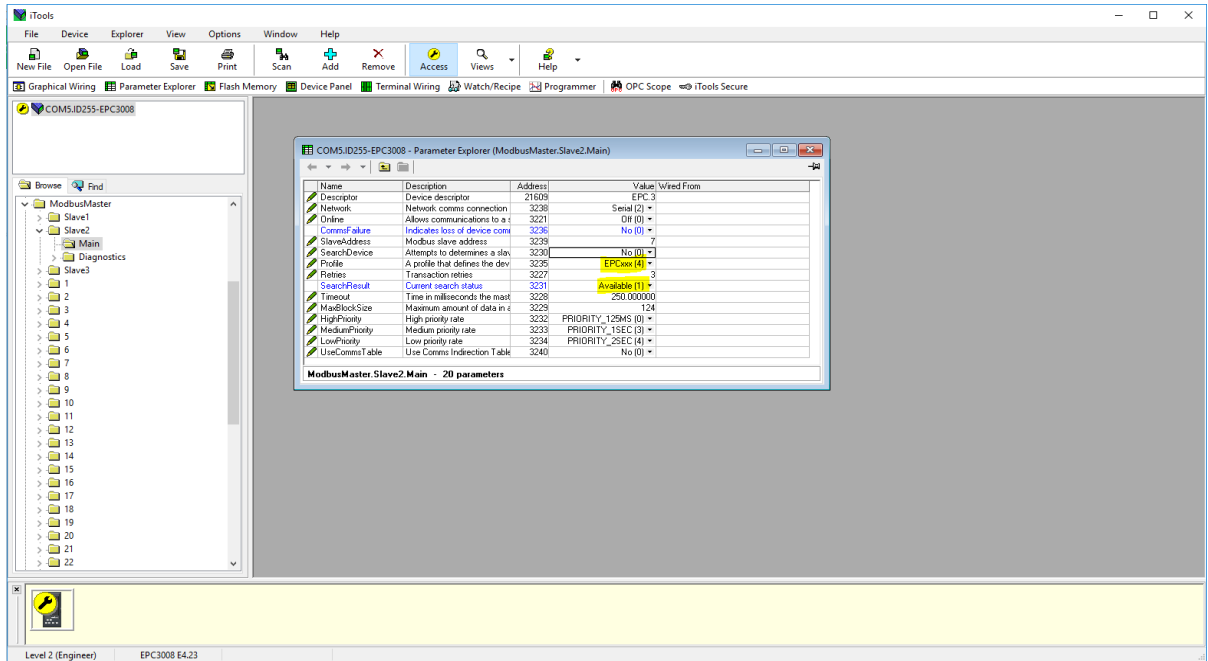 iTools
File Device Explorer View Options Window Help
New File Open File Load Save Print Scan Add Remove Access Views Help
Graphical Wiring Parameter Explorer Flash Memory Device Panel Terminal Wiring Watch/Recipe Programmer OPC Scope iTools Secure
COM5.ID255-EPC3008
Browse Find
ModbusMaster
Slave1
Slave2
Main
Diagnostics
Slave3
1
2
3
4
5
6
7
8
9
10
11
12
13
14
15
16
17
18
19
20
21
22
COM5.ID255-EPC3008 - Parameter Explorer (ModbusMaster.Slave2.Main)
Name Description Address Value Wired From
Descriptor Device descriptor 21609 EPC.3
Network Network comms connection 3238 Serial (2)
Online Allows communications to a s 3221 Off (0)
CommsFailure Indicates loss of device com 3236 No (0)
SlaveAddress Modbus slave address 3239 7
SearchDevice Attempts to determines a slav 3230 No (0)
Profile A profile that defines the dev 3235 EPCxxx (4)
Retries Transaction retries 3227 3
SearchResult Current search status 3231 Available (1)
Timeout Time in milliseconds the mast 3228 250.000000
MaxBlockSize Maximum amount of data in a 3229 124
HighPriority High priority rate 3232 PRIORITY_125MS (0)
MediumPriority Medium priority rate 3233 PRIORITY_1SEC (3)
LowPriority Low priority rate 3234 PRIORITY_2SEC (4)
UseCommsTable Use Comms Indirection Table 3240 No (0)
ModbusMaster.Slave2.Main - 20 parameters
Level 2 (Engineer) EPC3008 E4.23